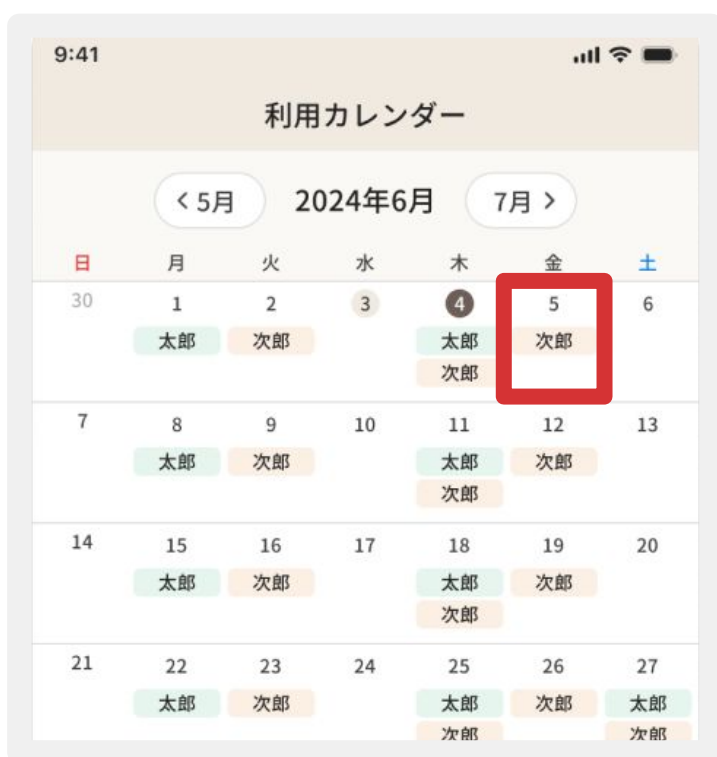 9:41
利用カレンダー
< 5月 2024年6月 7月 >
日 月 火 水 木 金 土
30 1 2 3 4 5 6
太郎 次郎 太郎 次郎
次郎
7 8 9 10 11 12 13
太郎 次郎 太郎 次郎
次郎
14 15 16 17 18 19 20
太郎 次郎 太郎 次郎
次郎
21 22 23 24 25 26 27
太郎 次郎 太郎 次郎 太郎
次郎 次郎